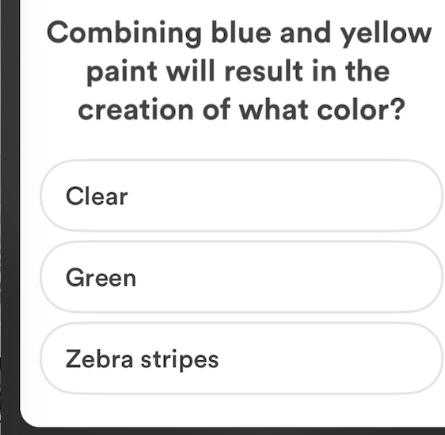 Combining blue and yellow
paint will result in the
creation of what color?
Clear
Green
Zebra stripes